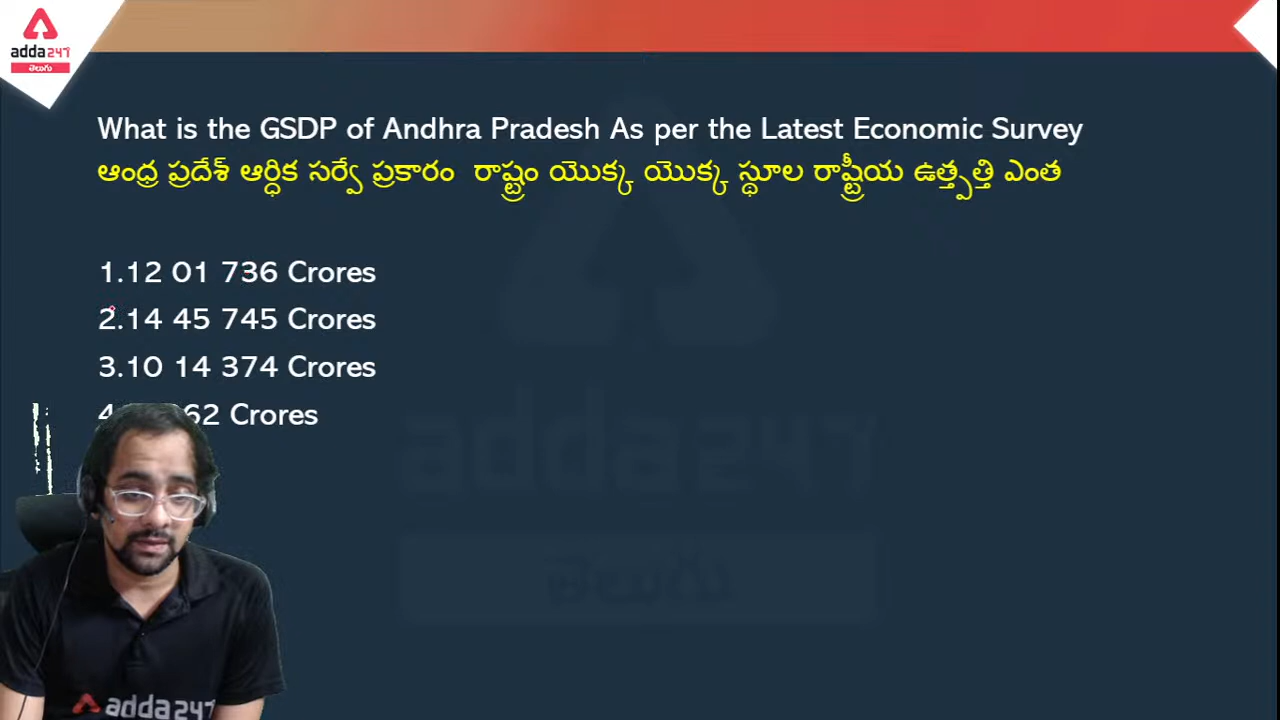 adda247
తెలుగు
What is the GSDP of Andhra Pradesh As per the Latest Economic Survey
ఆంధ్ర ప్రదేశ్ ఆర్ధిక సర్వే ప్రకారం రాష్ట్రం యొక్క యొక్క స్థూల రాష్ట్రీయ ఉత్త్పత్తి ఎంత
1.12 01 736 Crores
2.14 45 745 Crores
3.10 14 374 Crores
62 Crores
adda247
తెలుగు
adda247